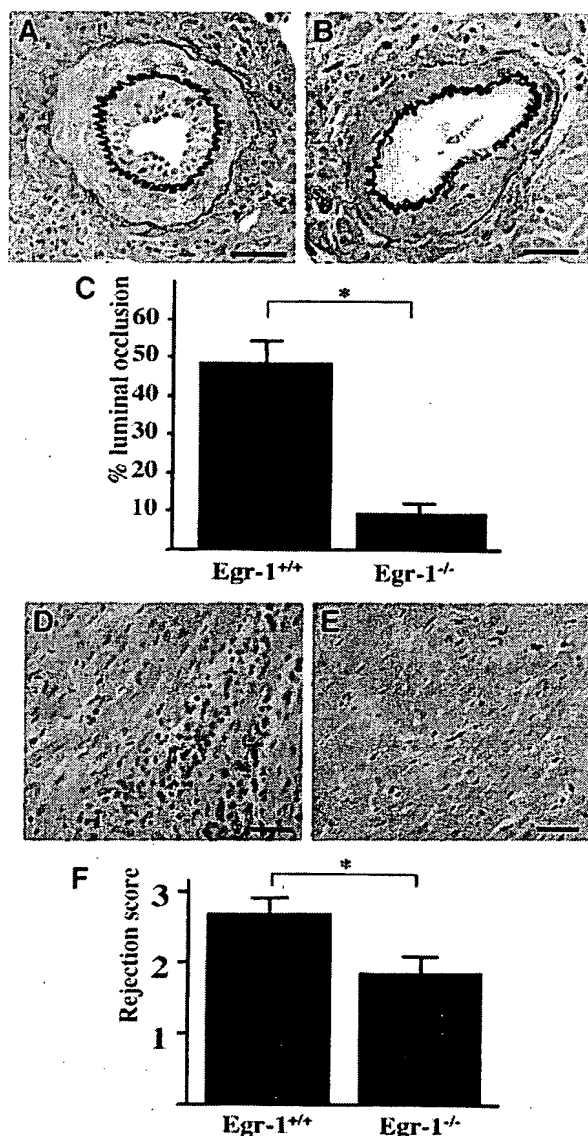 A
B
C
% luminal occlusion
60
50
40
30
20
10
*
Egr-1+/+
Egr-1-/-
D
E
F
Rejection score
3
2
1
*
Egr-1+/+
Egr-1-/-